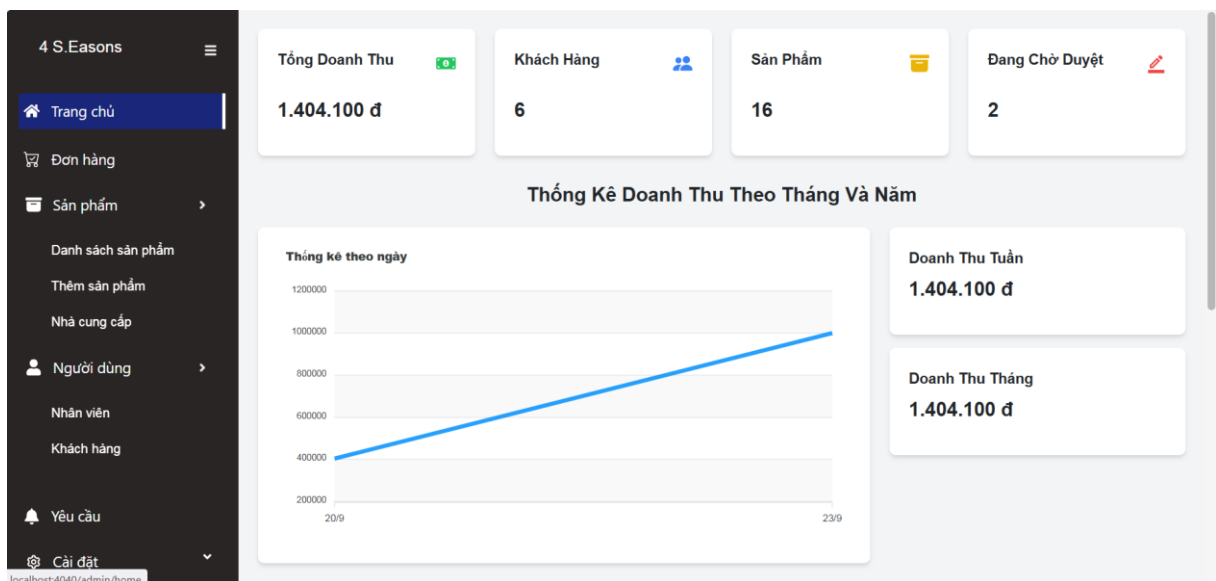 4 S.Easons
Trang chủ
Đơn hàng
Sản phẩm
Danh sách sản phẩm
Thêm sản phẩm
Nhà cung cấp
Người dùng
Nhân viên
Khách hàng
Yêu cầu
Cài đặt
localhost:4040/admin/home
Tổng Doanh Thu
1.404.100 đ
Khách Hàng
6
Sản Phẩm
16
Đang Chờ Duyệt
2
Thống Kê Doanh Thu Theo Tháng Và Năm
Thống kê theo ngày
1200000
1000000
800000
600000
400000
200000
20/9
23/9
Doanh Thu Tuần
1.404.100 đ
Doanh Thu Tháng
1.404.100 đ